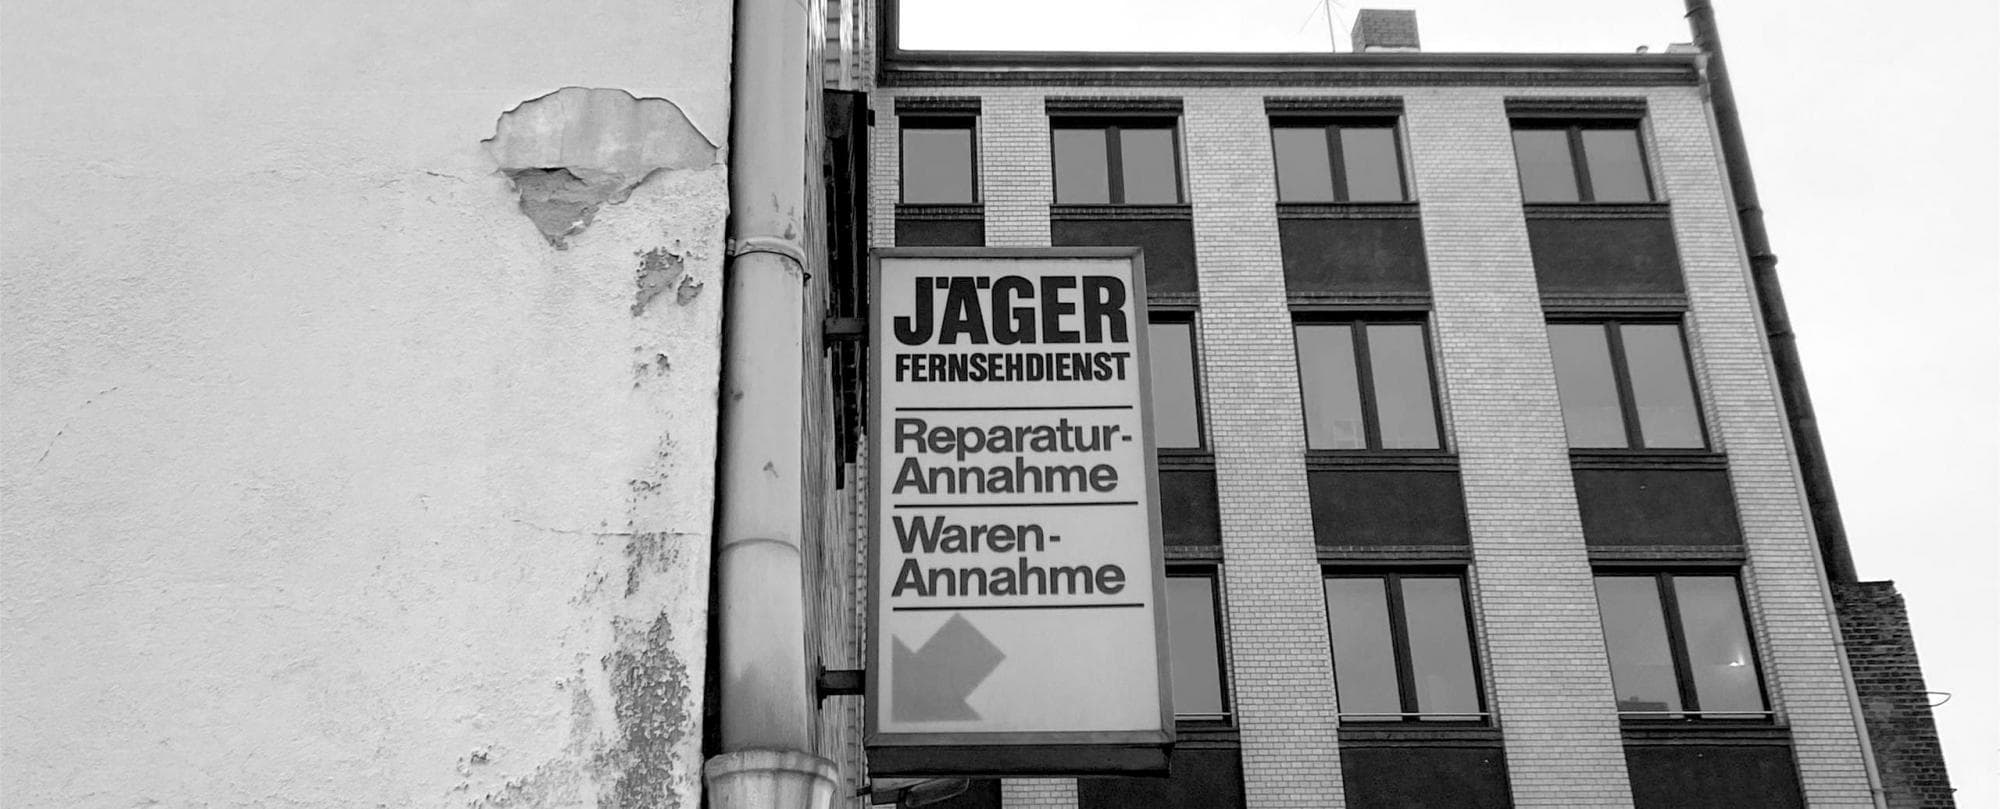 JÄGER
FERNSEHDIENST
Reparatur-
Annahme
Waren-
Annahme